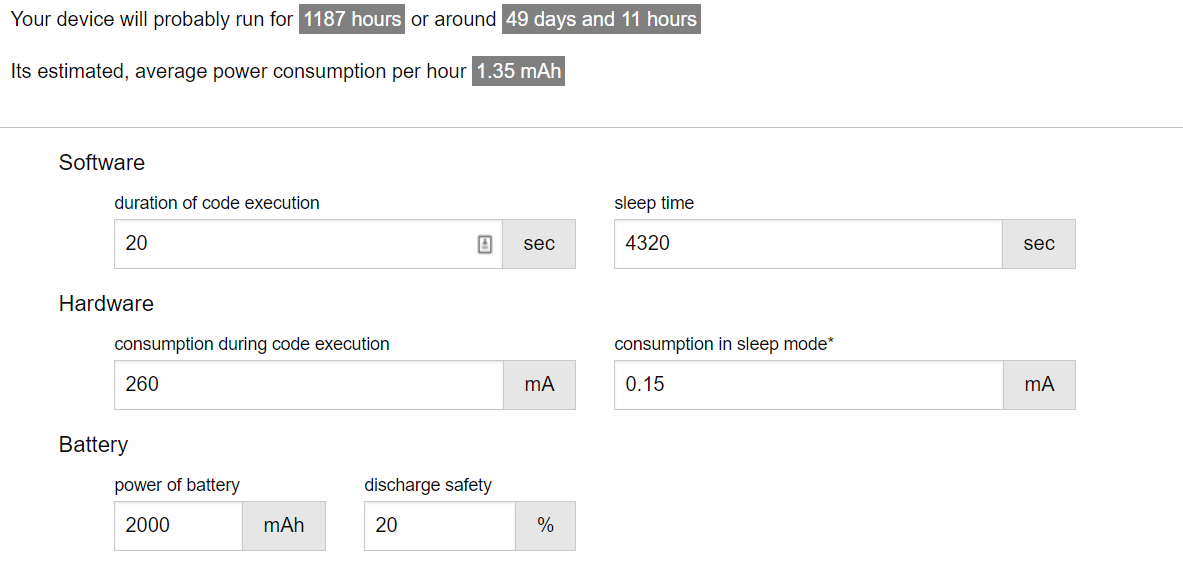 Your device will probably run for 1187 hours or around 49 days and 11 hours
Its estimated, average power consumption per hour 1.35 mAh
Software
duration of code execution sleep time
20 sec 4320 sec
Hardware
consumption during code execution consumption in sleep mode*
260 mA 0.15 mA
Battery
power of battery discharge safety
2000 mAh 20 %